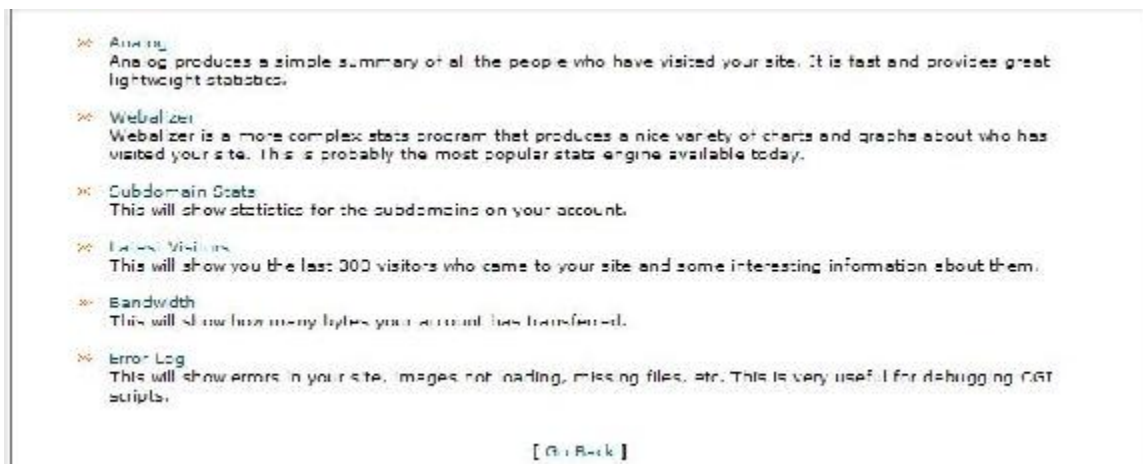 Analog
Analog produces a simple summary of all the people who have visited your site. It is fast and provides great
lightweight statistics.
Webalizer
Webalizer is a more complex stats program that produces a nice variety of charts and graphs about who has
visited your site. This is probably the most popular stats engine available today.
Subdomain Stats
This will show statistics for the subdomains on your account.
Latest Visitors
This will show you the last 300 visitors who came to your site and some interesting information about them.
Bandwidth
This will show how many bytes your account has transferred.
Error Log
This will show errors in your site, images not loading, missing files, etc. This is very useful for debugging CGI
scripts.
[ Go Back ]